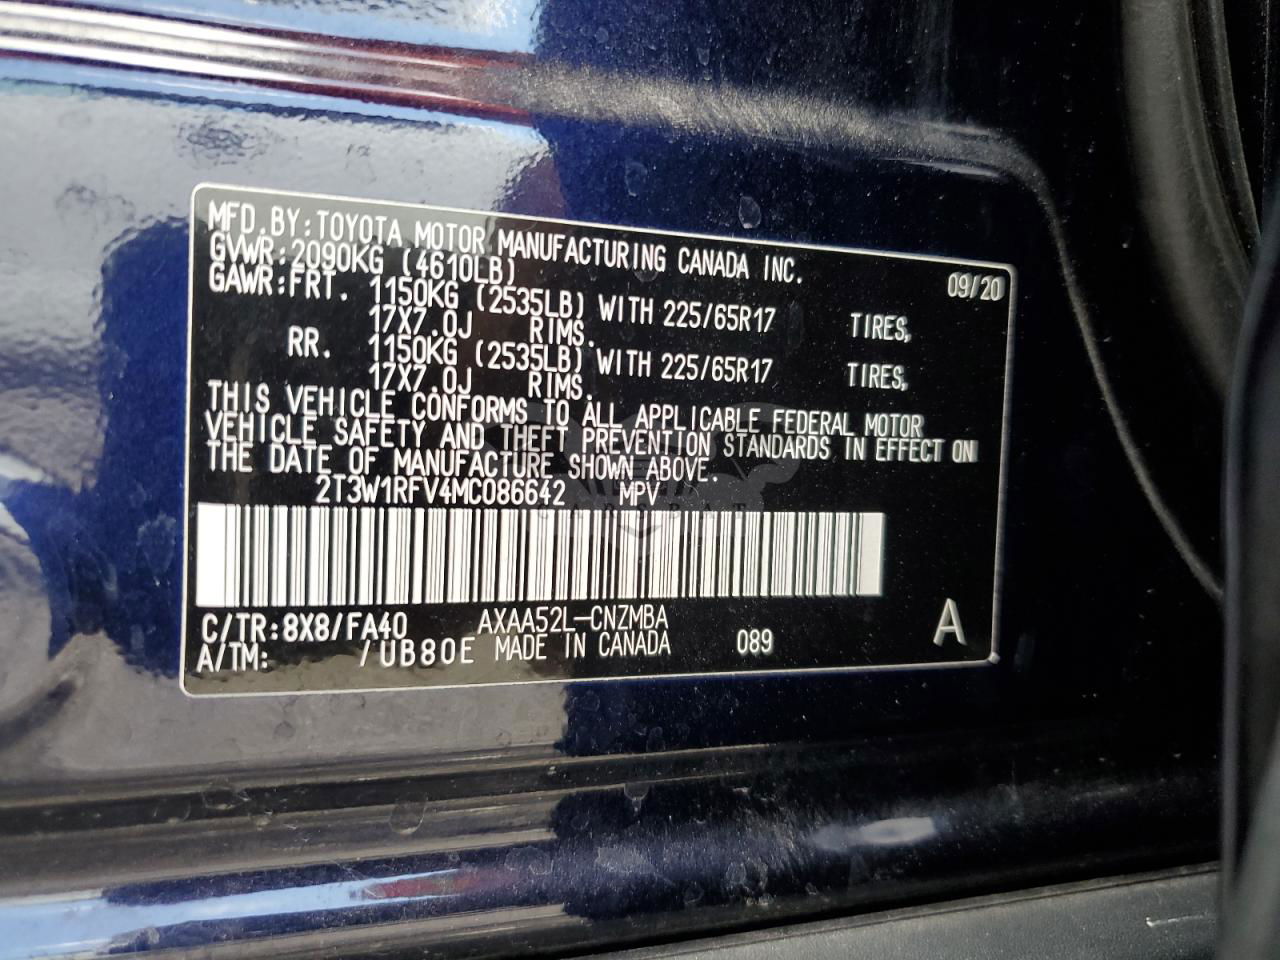 MFD.BY:TOYOTA MOTOR MANUFACTURING CANADA INC.
GVWR:2090KG (4610LB) 09/20
GAWR:FRT. 1150KG (2535LB) WITH 225/65R17 TIRES,
17X7.0J RIMS.
RR. 1150KG (2535LB) WITH 225/65R17 TIRES,
17X7.0J RIMS.
THIS VEHICLE CONFORMS TO ALL APPLICABLE FEDERAL MOTOR
VEHICLE SAFETY AND THEFT PREVENTION STANDARDS IN EFFECT ON
THE DATE OF MANUFACTURE SHOWN ABOVE.
2T3W1RFV4MC086642 MPV
C/TR:8X8/FA40 AXAA52L-CNZMBA
A/TM: /UB80E MADE IN CANADA 089 A